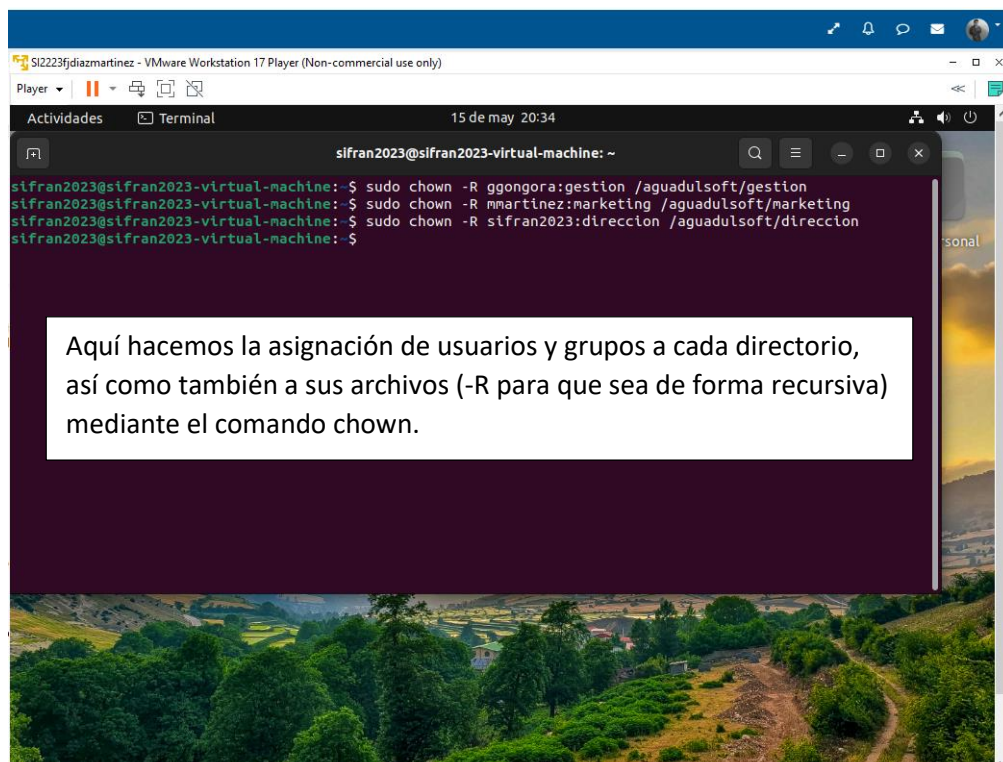 SI2223fjdiazmartinez - VMware Workstation 17 Player (Non-commercial use only)
Player
Actividades Terminal 15 de may 20:34
sifran2023@sifran2023-virtual-machine: ~
sifran2023@sifran2023-virtual-machine:~$ sudo chown -R ggongora:gestion /aguadulsoft/gestion
sifran2023@sifran2023-virtual-machine:~$ sudo chown -R mmartinez:marketing /aguadulsoft/marketing
sifran2023@sifran2023-virtual-machine:~$ sudo chown -R sifran2023:direccion /aguadulsoft/direccion
sifran2023@sifran2023-virtual-machine:~$
sonal
Aquí hacemos la asignación de usuarios y grupos a cada directorio,
así como también a sus archivos (-R para que sea de forma recursiva)
mediante el comando chown.